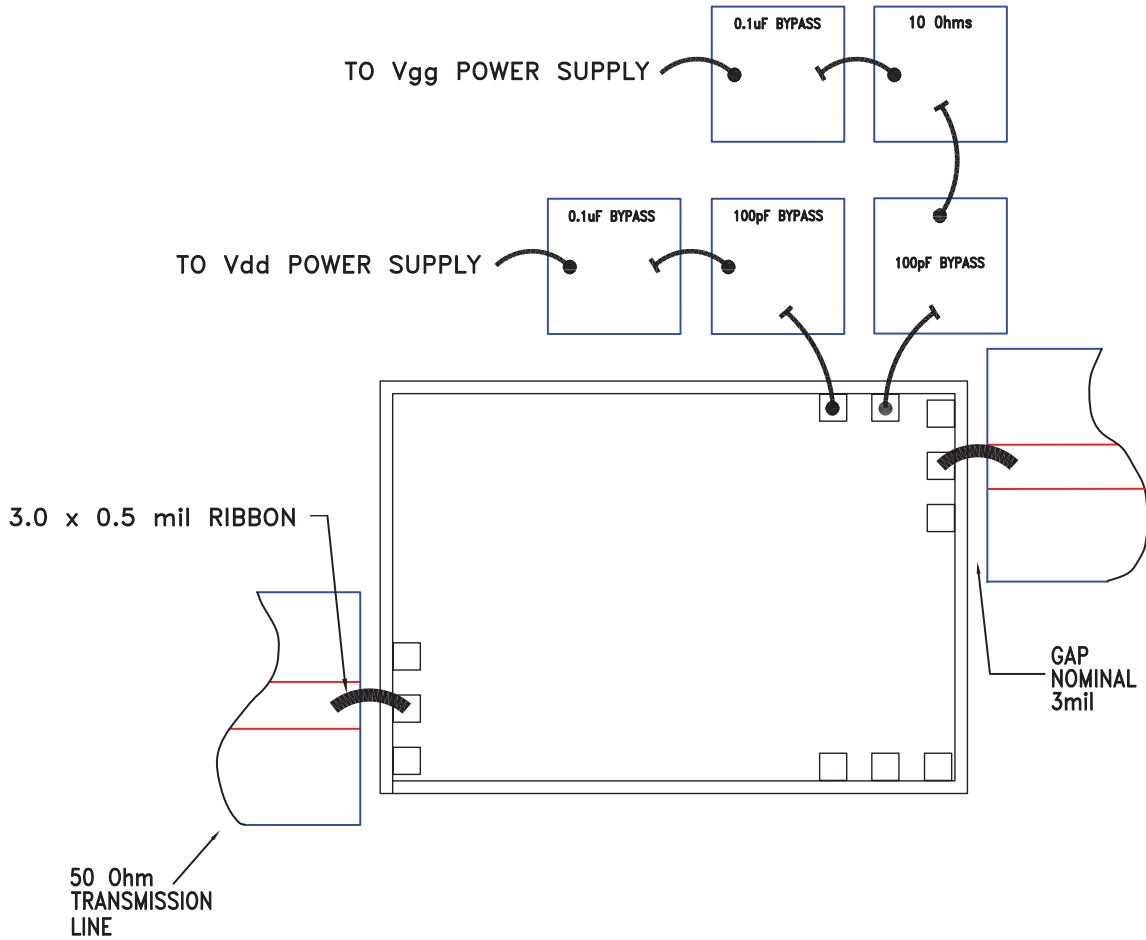 0.1uF BYPASS
10 Ohms
TO Vgg POWER SUPPLY
0.1uF BYPASS
100pF BYPASS
100pF BYPASS
TO Vdd POWER SUPPLY
3.0 x 0.5 mil RIBBON
GAP
NOMINAL
3mil
50 Ohm
TRANSMISSION
LINE